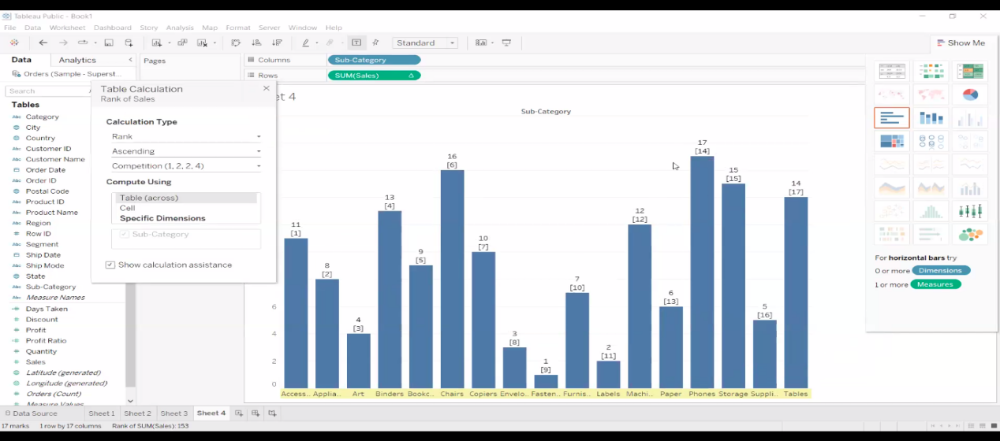 Tableau Public - Book1
File Data Worksheet Dashboard Story Analysis Map Format Server Window Help
Standard
Show Me
Data Analytics
Pages
Columns Sub-Category
Orders (Sample - Superst...
Rows SUM(Sales)
Search
Tables
Category
City
Country
Customer ID
Customer Name
Order Date
Order ID
Postal Code
Product ID
Product Name
Region
Row ID
Segment
Ship Date
Ship Mode
State
Sub-Category
Measure Names
Days Taken
Discount
Profit
Profit Ratio
Quantity
Sales
Latitude (generated)
Longitude (generated)
Orders (Count)
Measure Values
Table Calculation
Rank of Sales
Calculation Type
Rank
Ascending
Competition (1, 2, 2, 4)
Compute Using
Table (across)
Cell
Specific Dimensions
Sub-Category
Show calculation assistance
et 4
Sub-Category
11
[1]
8
[2]
4
[3]
13
[4]
9
[5]
16
[6]
10
[7]
3
[8]
1
[9]
7
[10]
2
[11]
12
[12]
6
[13]
17
[14]
15
[15]
5
[16]
14
[17]
6
4
2
0
Access.. Applia.. Art Binders Bookc.. Chairs Copiers Envelo.. Fasten.. Furnis.. Labels Machi.. Paper Phones Storage Suppli.. Tables
For horizontal bars try
0 or more Dimensions
1 or more Measures
Data Source Sheet 1 Sheet 2 Sheet 3 Sheet 4
17 marks 1 row by 17 columns Rank of SUM(Sales): 153